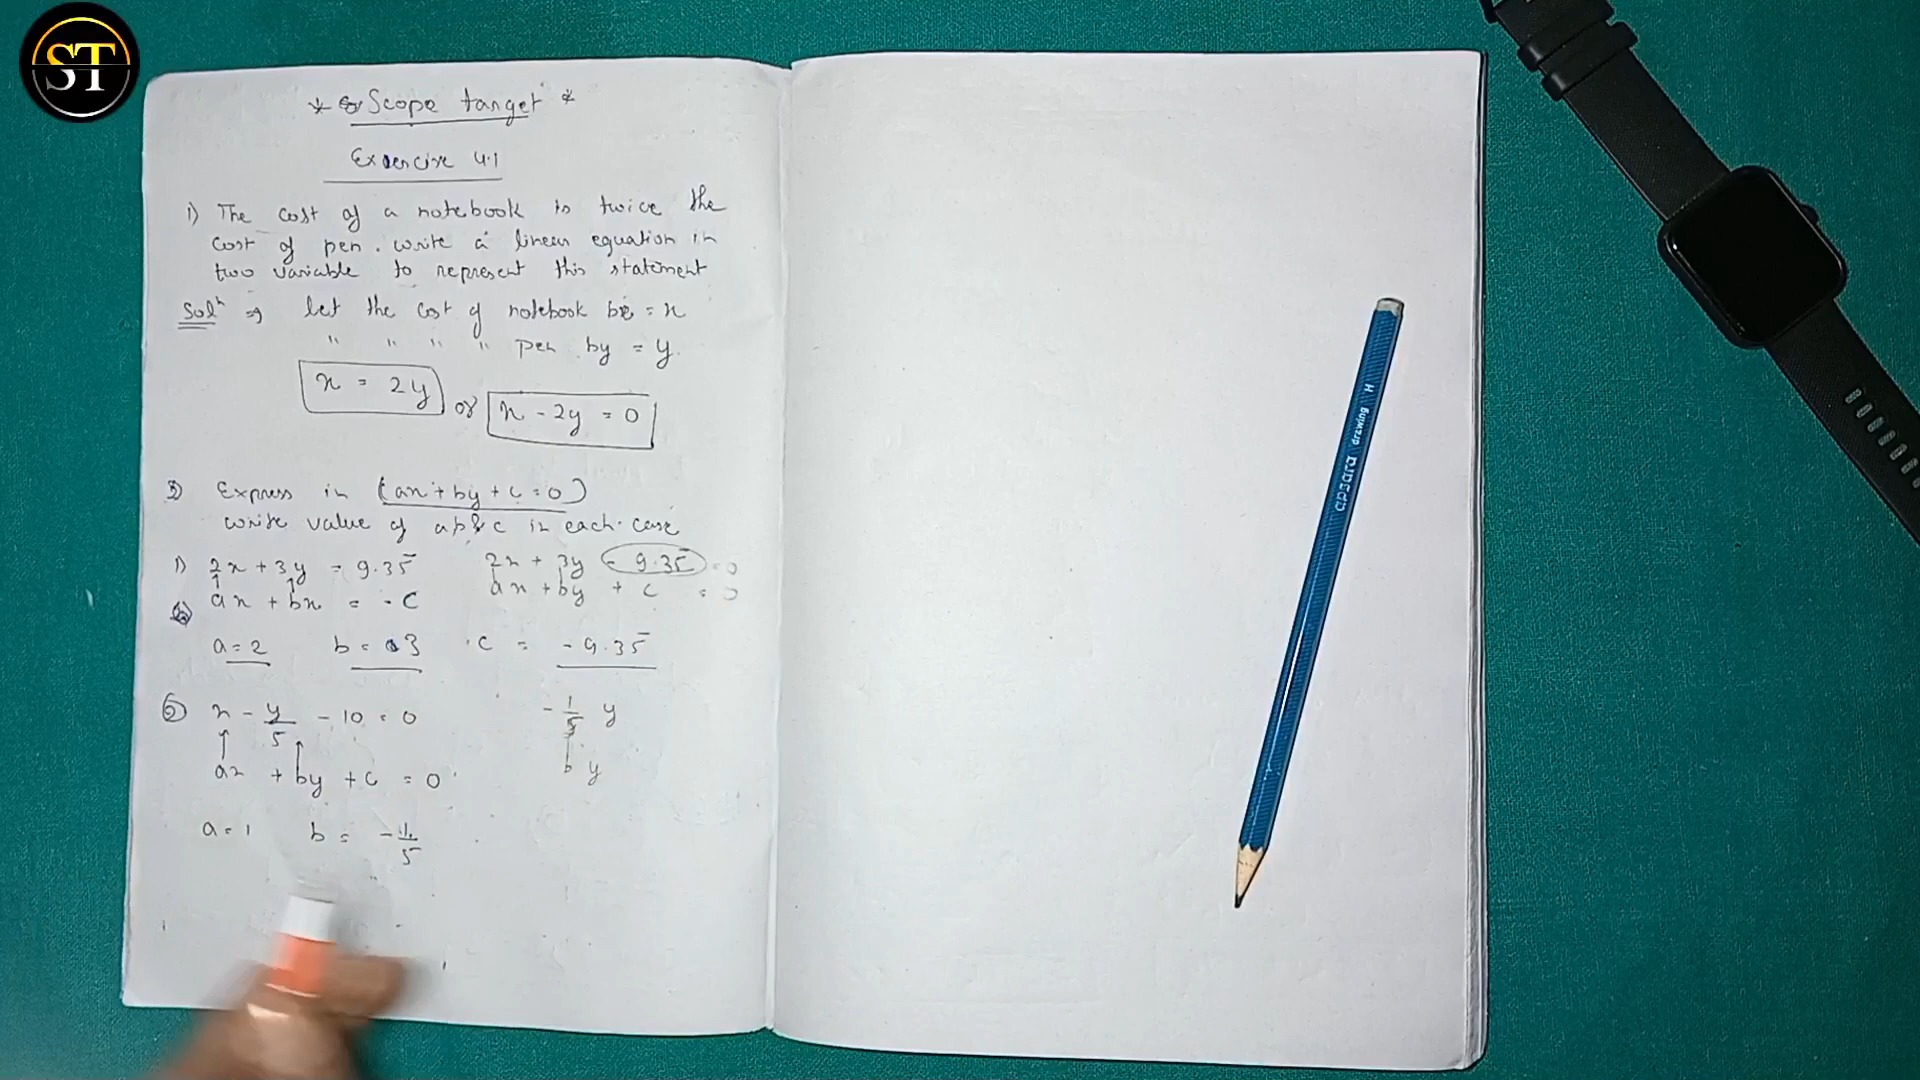 ST
* Scope target *
Exercise 4.1
1) The cost of a notebook is twice the
cost of pen. write a linear equation in
two variable to represent this statement
Solⁿ ⇒ let the cost of notebook be = x
" " " " pen by = y
x = 2y or x - 2y = 0
2) Express in (ax + by + c = 0)
write value of a b & c in each case
1) 2x + 3y = 9.35̅ 2x + 3y - 9.35̅ = 0
ax + bx = -c ax + by + c = 0
a = 2 b = 3 c = -9.35̅
② x - y/5 - 10 = 0 -1/5 y
ax + by + c = 0 b y
a = 1 b = -1/5
apsara drawing H